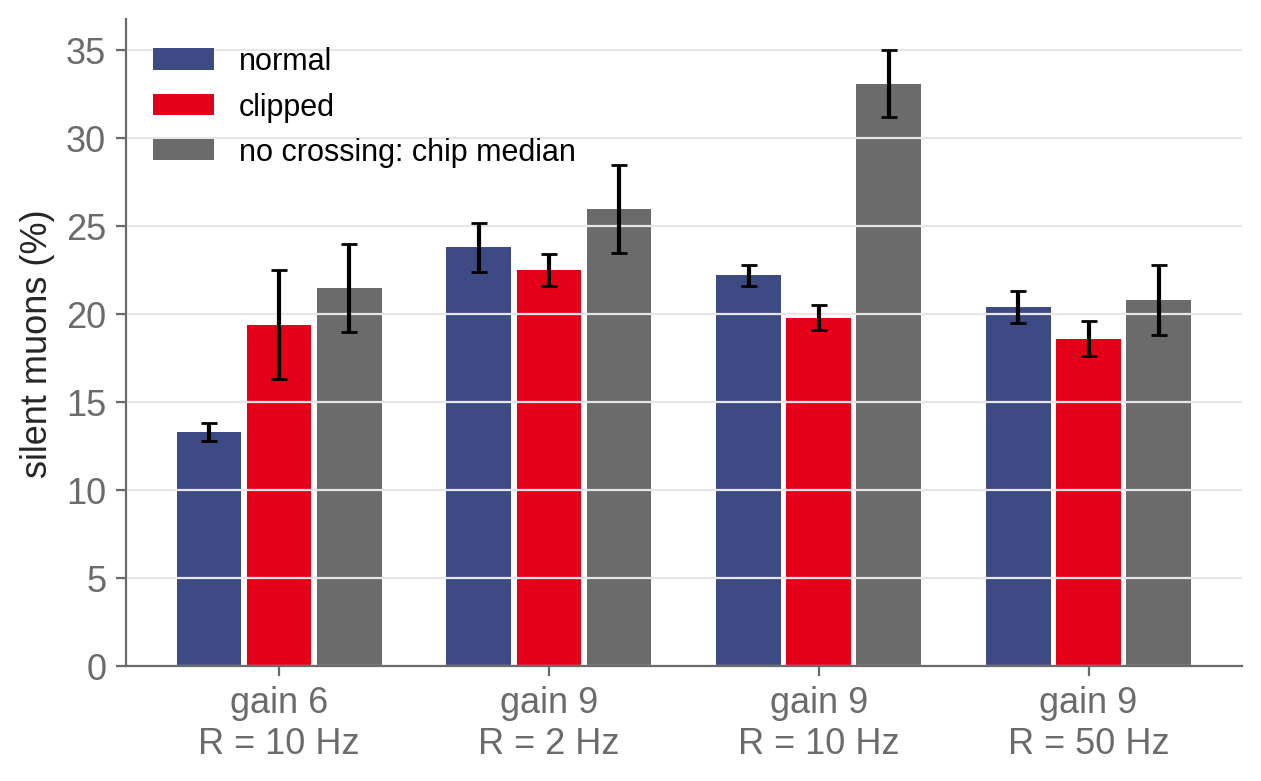 normal
clipped
no crossing: chip median
silent muons (%)
35
30
25
20
15
10
5
0
gain 6
R = 10 Hz
gain 9
R = 2 Hz
gain 9
R = 10 Hz
gain 9
R = 50 Hz